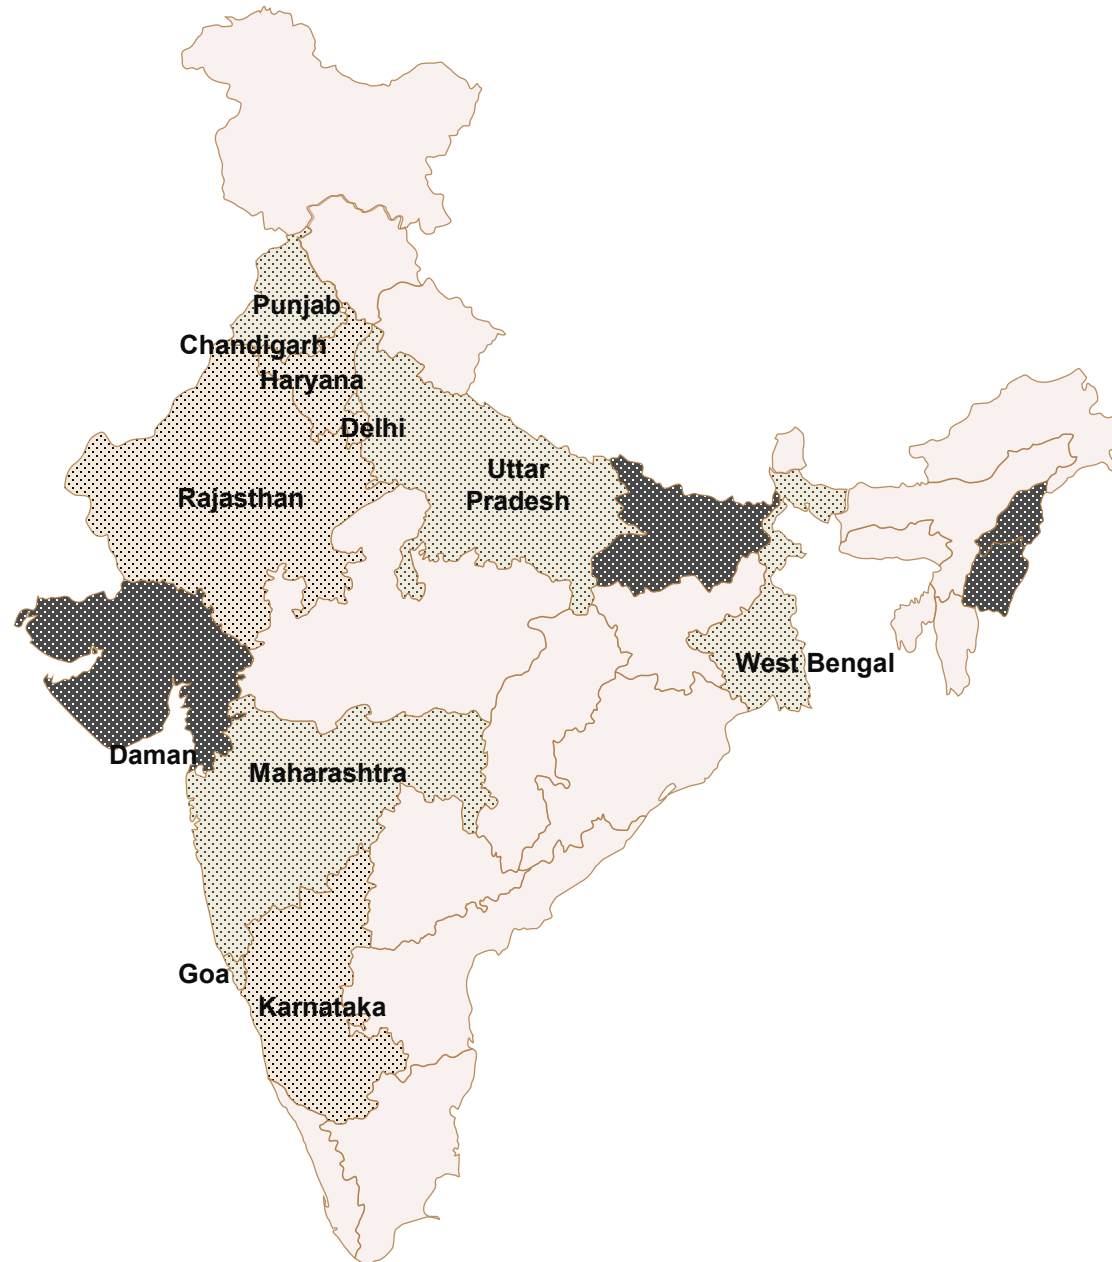 Punjab
Chandigarh
Haryana
Delhi
Uttar
Pradesh
Rajasthan
West Bengal
Daman
Maharashtra
Goa
Karnataka